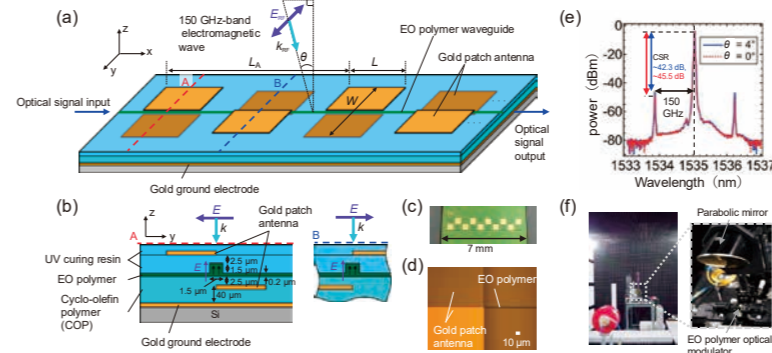 (a)
150 GHz-band
electromagnetic
wave
E_RF
k_RF
θ
EO polymer waveguide
Gold patch antenna
z
x
y
L_A
L
A
B
W
Optical signal input
Optical
signal
output
Gold ground electrode
(b)
A
z
y
E
k
Gold patch antenna
B
E
k
UV curing resin
EO polymer
Cyclo-olefin
polymer
(COP)
E
2.5 μm
1.5 μm
2.5 μm
0.2 μm
1.5 μm
40 μm
E
Si
Gold ground electrode
(c)
7 mm
(d)
EO polymer
Gold patch
antenna
10 μm
(e)
power (dBm)
0
-20
-40
-60
-80
CSR
~42.3 dB,
~45.5 dB
θ = 4°
θ = 0°
150
GHz
1533 1534 1535 1536 1537
Wavelength (nm)
(f)
Parabolic mirror
EO polymer optical
modulator